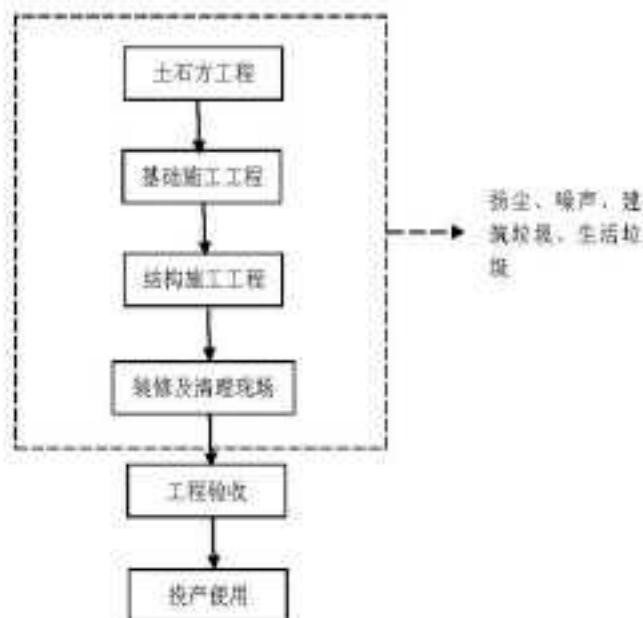 土石方工程
基础施工工程
结构施工工程
装修及清理现场
工程验收
投产使用
扬尘、噪声、建
筑垃圾、生活垃
圾